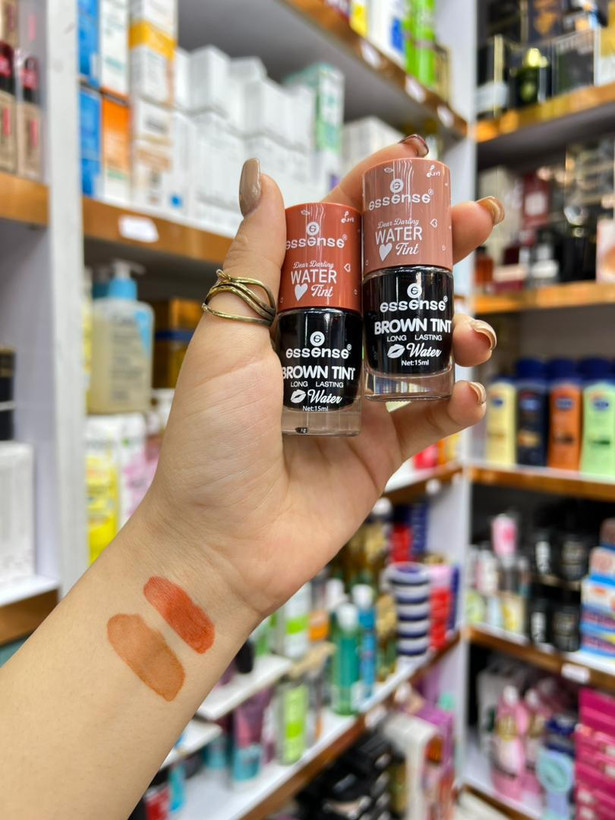 essense®
Dear Darling
WATER
Tint
essense®
BROWN TINT
LONG LASTING
Water
Net:15ml
essense®
Dear Darling
WATER
Tint
essense®
BROWN TINT
LONG LASTING
Water
Net:15ml